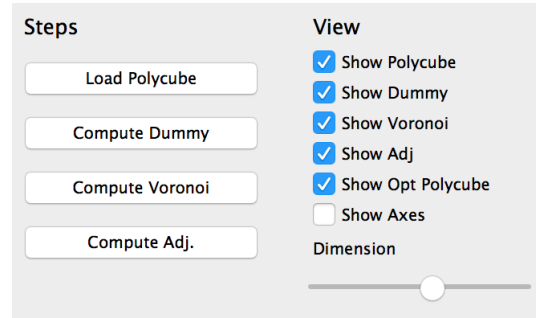 Steps
Load Polycube
Compute Dummy
Compute Voronoi
Compute Adj.
View
Show Polycube
Show Dummy
Show Voronoi
Show Adj
Show Opt Polycube
Show Axes
Dimension